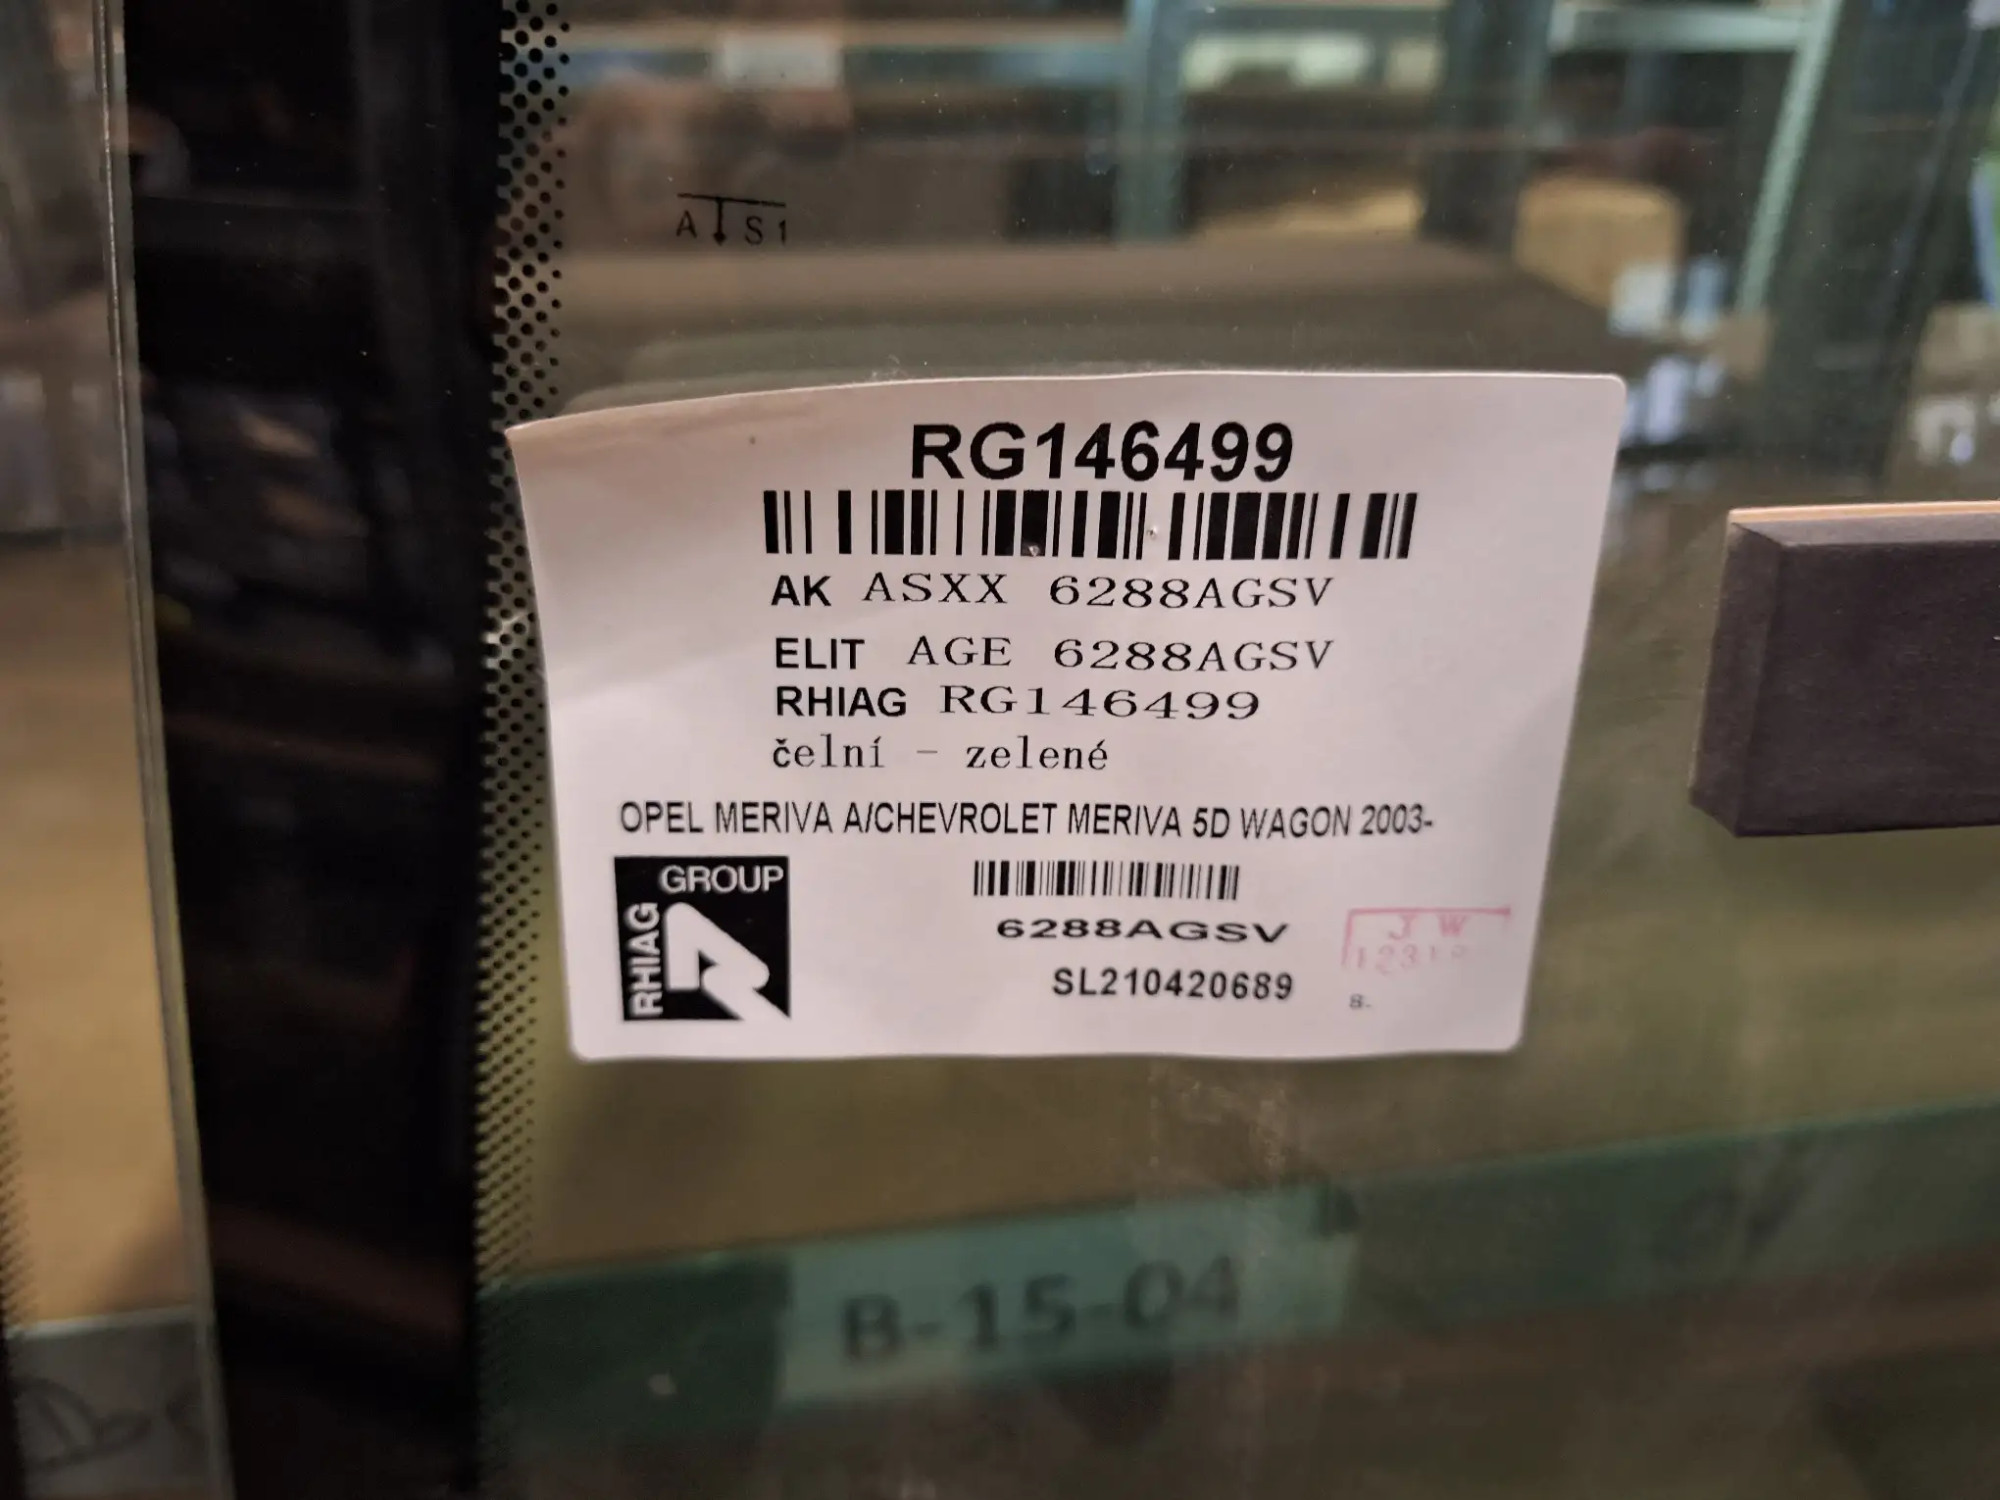 A S1
RG146499
AK ASXX 6288AGSV
ELIT AGE 6288AGSV
RHIAG RG146499
čelní - zelené
OPEL MERIVA A/CHEVROLET MERIVA 5D WAGON 2003-
GROUP
RHIAG
6288AGSV
SL210420689
J W
8.
B-15-04